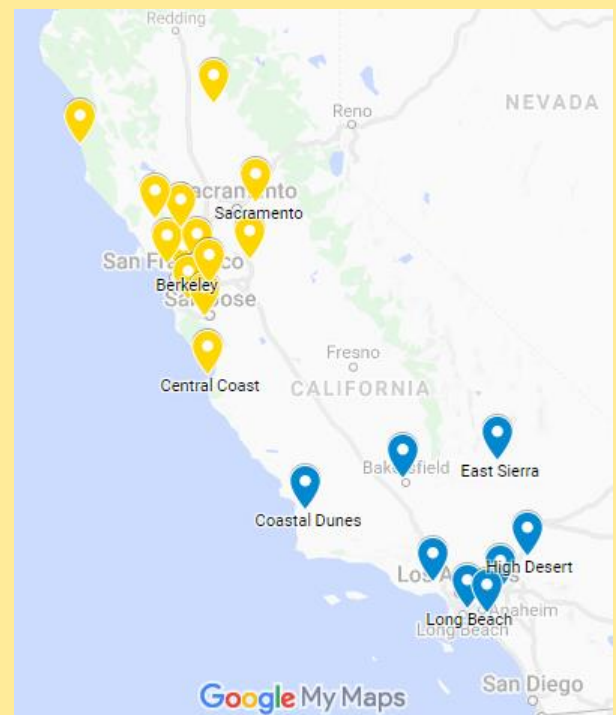 Redding
Reno
NEVADA
Sacramento
Sacramento
San Francisco
Berkeley
San Jose
Central Coast
Fresno
CALIFORNIA
Bakersfield
East Sierra
Coastal Dunes
High Desert
Los Angeles
Anaheim
Long Beach
Long Beach
San Diego
Google My Maps